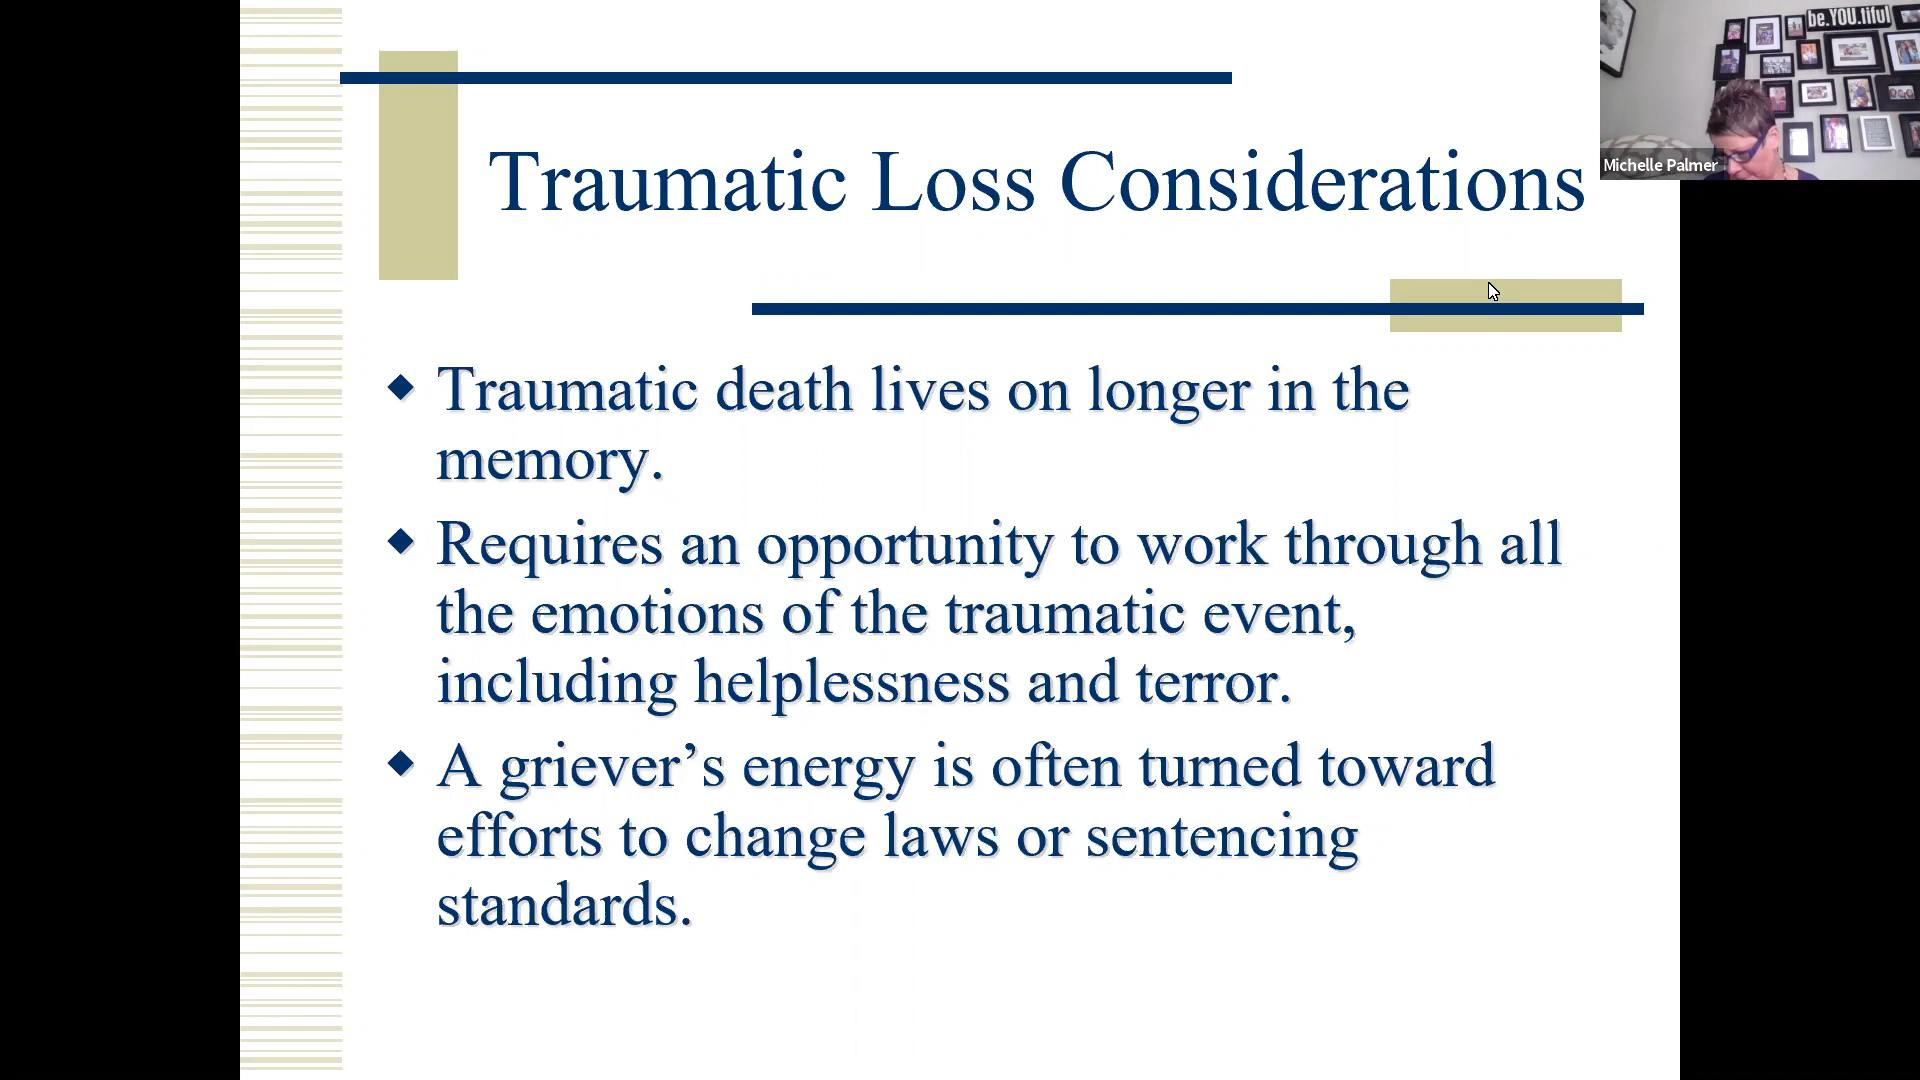 be.YOU.tiful
Michelle Palmer
Traumatic Loss Considerations
Traumatic death lives on longer in the
memory.
Requires an opportunity to work through all
the emotions of the traumatic event,
including helplessness and terror.
A griever’s energy is often turned toward
efforts to change laws or sentencing
standards.